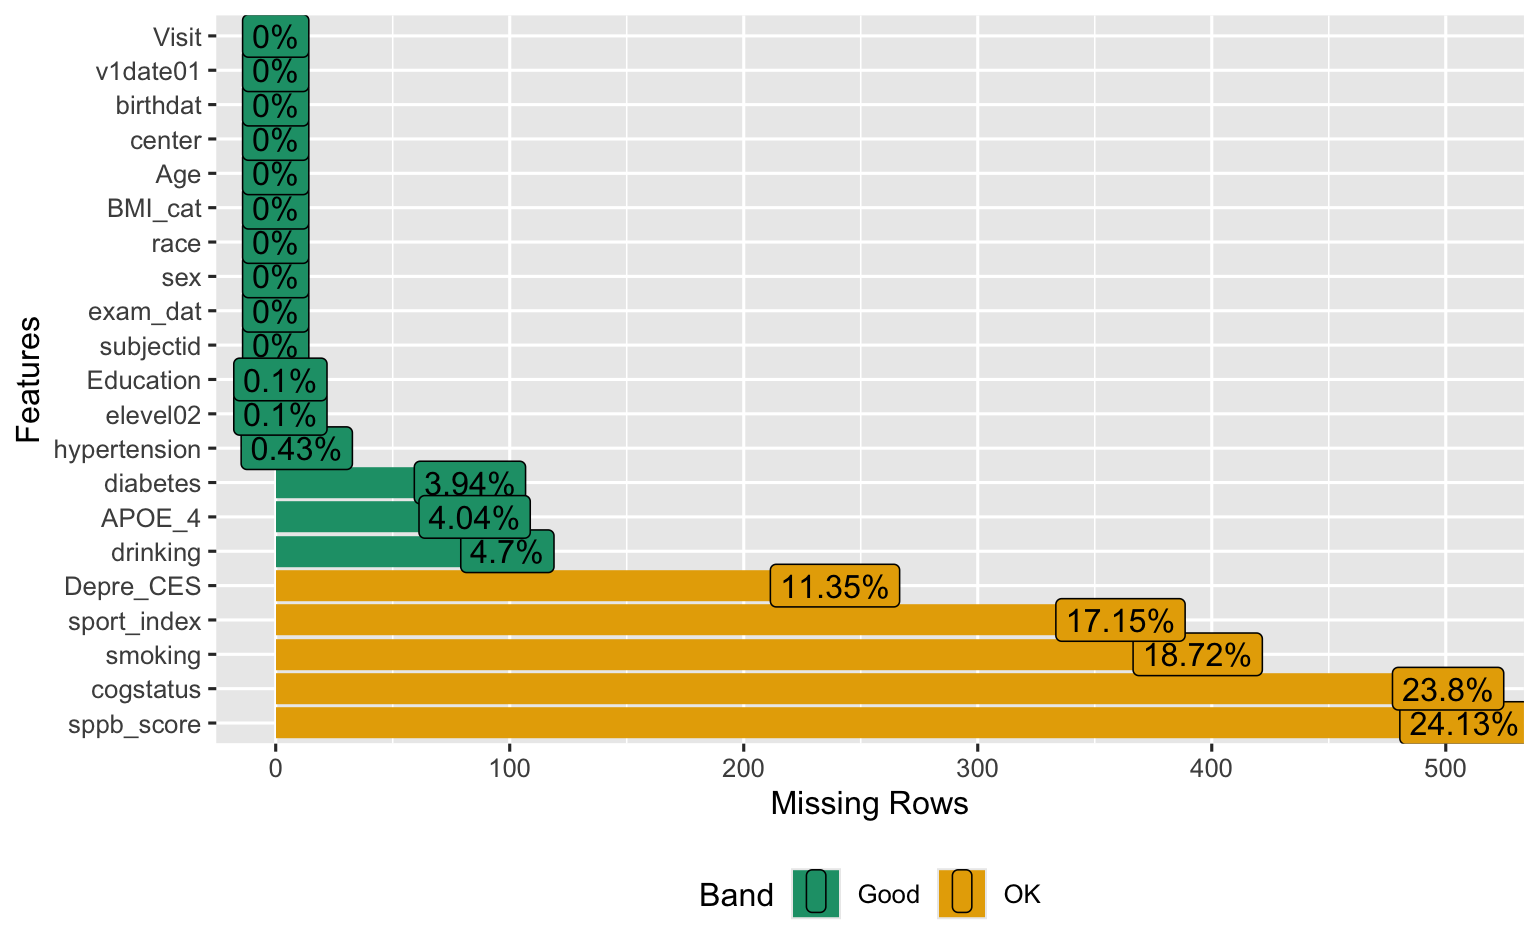 Features
Visit 0%
v1date01 0%
birthdat 0%
center 0%
Age 0%
BMI_cat 0%
race 0%
sex 0%
exam_dat 0%
subjectid 0%
Education 0.1%
elevel02 0.1%
hypertension 0.43%
diabetes 3.94%
APOE_4 4.04%
drinking 4.7%
Depre_CES 11.35%
sport_index 17.15%
smoking 18.72%
cogstatus 23.8%
sppb_score 24.13%
0 100 200 300 400 500
Missing Rows
Band Good OK